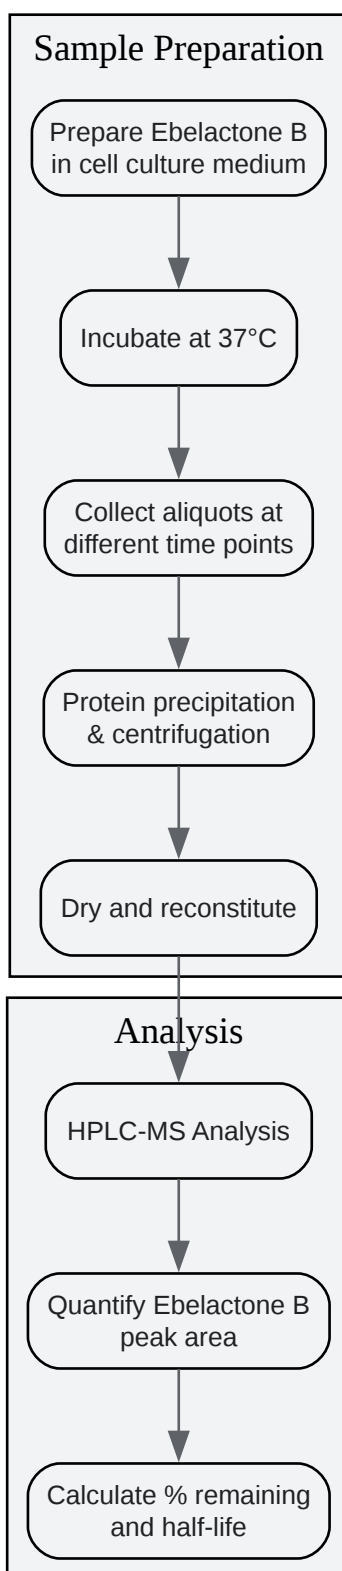 Sample Preparation
Prepare Ebelactone B
in cell culture medium
Incubate at 37°C
Collect aliquots at
different time points
Protein precipitation
& centrifugation
Dry and reconstitute
Analysis
HPLC-MS Analysis
Quantify Ebelactone B
peak area
Calculate % remaining
and half-life